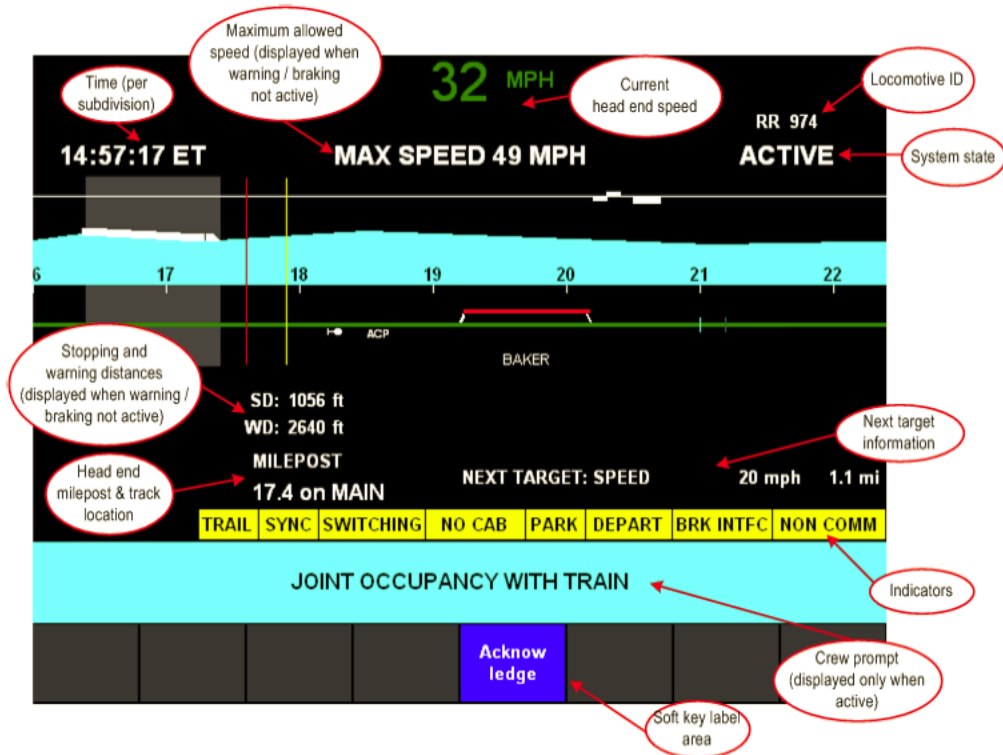 Maximum allowed
speed (displayed when
warning / braking
not active)
Time (per
subdivision)
32 MPH
Current
head end speed
Locomotive ID
RR 974
14:57:17 ET
MAX SPEED 49 MPH
ACTIVE
System state
6 17 18 19 20 21 22
ACP
BAKER
Stopping and
warning distances
(displayed when warning /
braking not active)
SD: 1056 ft
WD: 2640 ft
Next target
information
Head end
milepost & track
location
MILEPOST
17.4 on MAIN
NEXT TARGET: SPEED 20 mph 1.1 mi
TRAIL SYNC SWITCHING NO CAB PARK DEPART BRK INTFC NON COMM
JOINT OCCUPANCY WITH TRAIN
Indicators
Acknow
ledge
Crew prompt
(displayed only when
active)
Soft key label
area